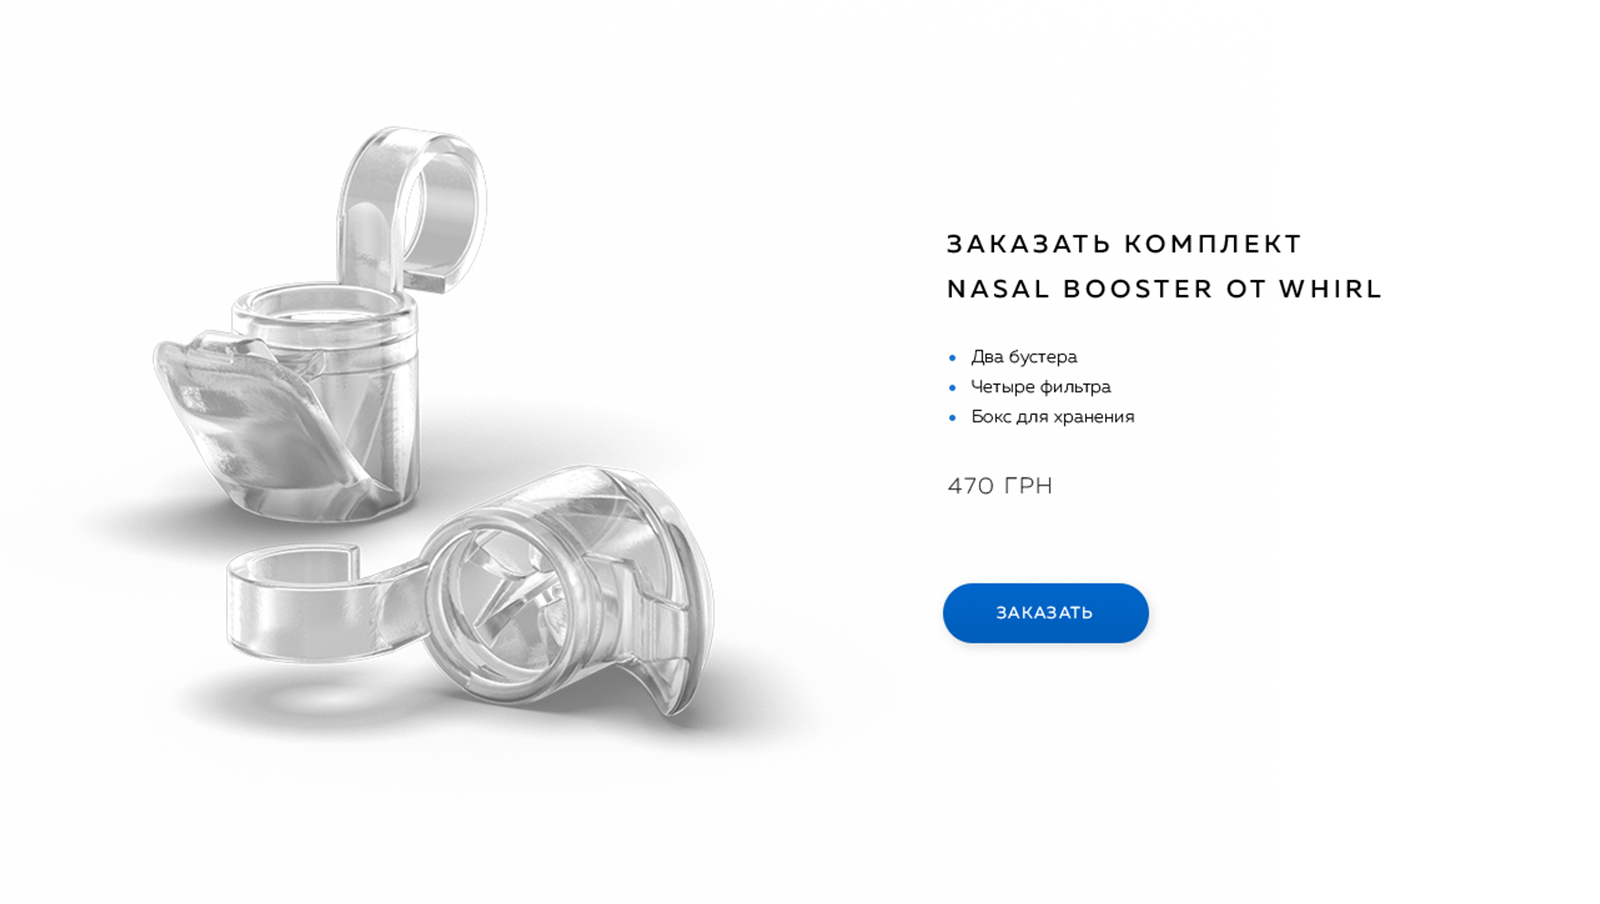 ЗАКАЗАТЬ КОМПЛЕКТ
NASAL BOOSTER ОТ WHIRL
Два бустера
Четыре фильтра
Бокс для хранения
470 ГРН
ЗАКАЗАТЬ